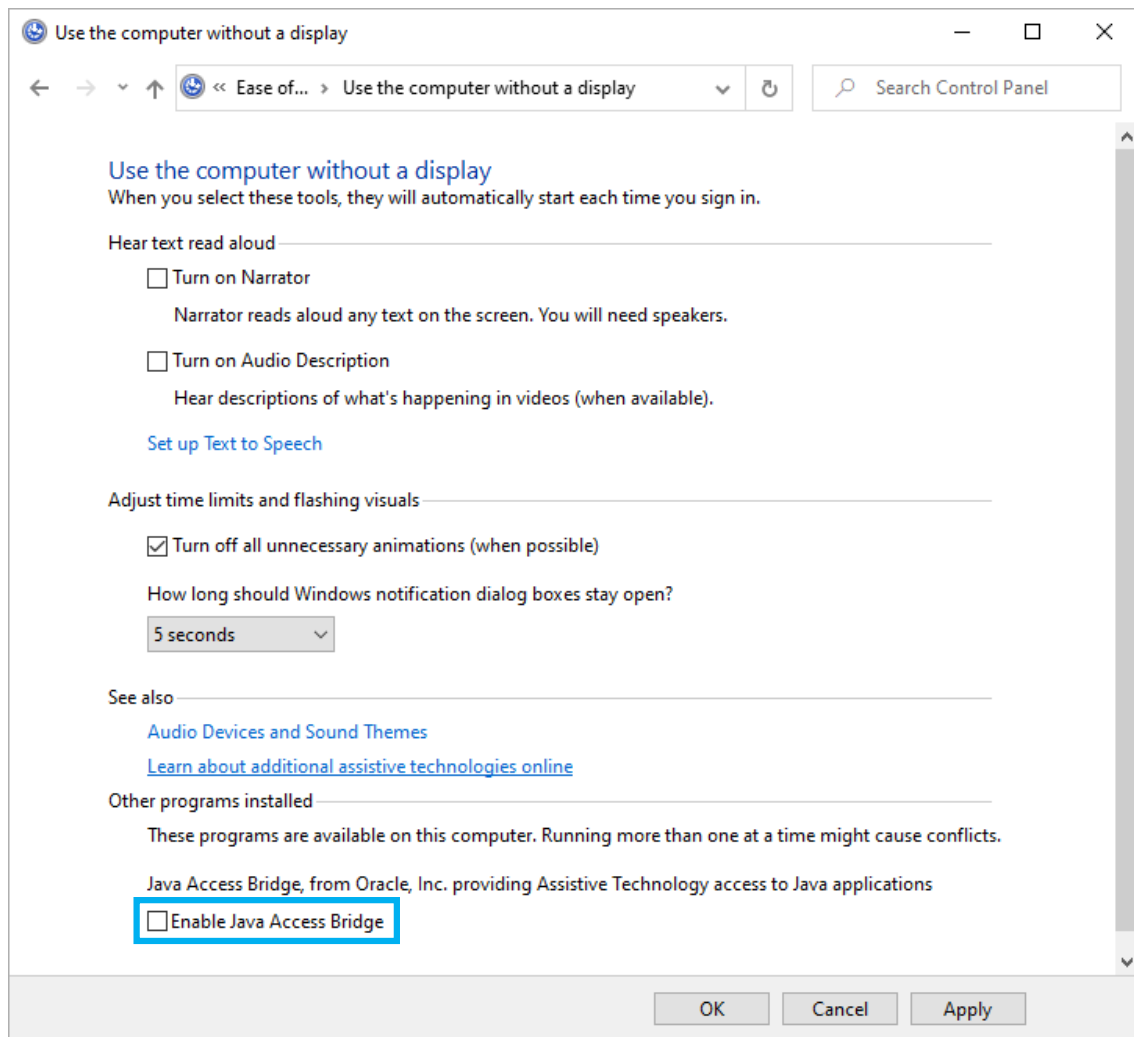 Use the computer without a display
« Ease of... › Use the computer without a display
Search Control Panel
Use the computer without a display
When you select these tools, they will automatically start each time you sign in.
Hear text read aloud
Turn on Narrator
Narrator reads aloud any text on the screen. You will need speakers.
Turn on Audio Description
Hear descriptions of what's happening in videos (when available).
Set up Text to Speech
Adjust time limits and flashing visuals
Turn off all unnecessary animations (when possible)
How long should Windows notification dialog boxes stay open?
5 seconds
See also
Audio Devices and Sound Themes
Learn about additional assistive technologies online
Other programs installed
These programs are available on this computer. Running more than one at a time might cause conflicts.
Java Access Bridge, from Oracle, Inc. providing Assistive Technology access to Java applications
Enable Java Access Bridge
OK Cancel Apply